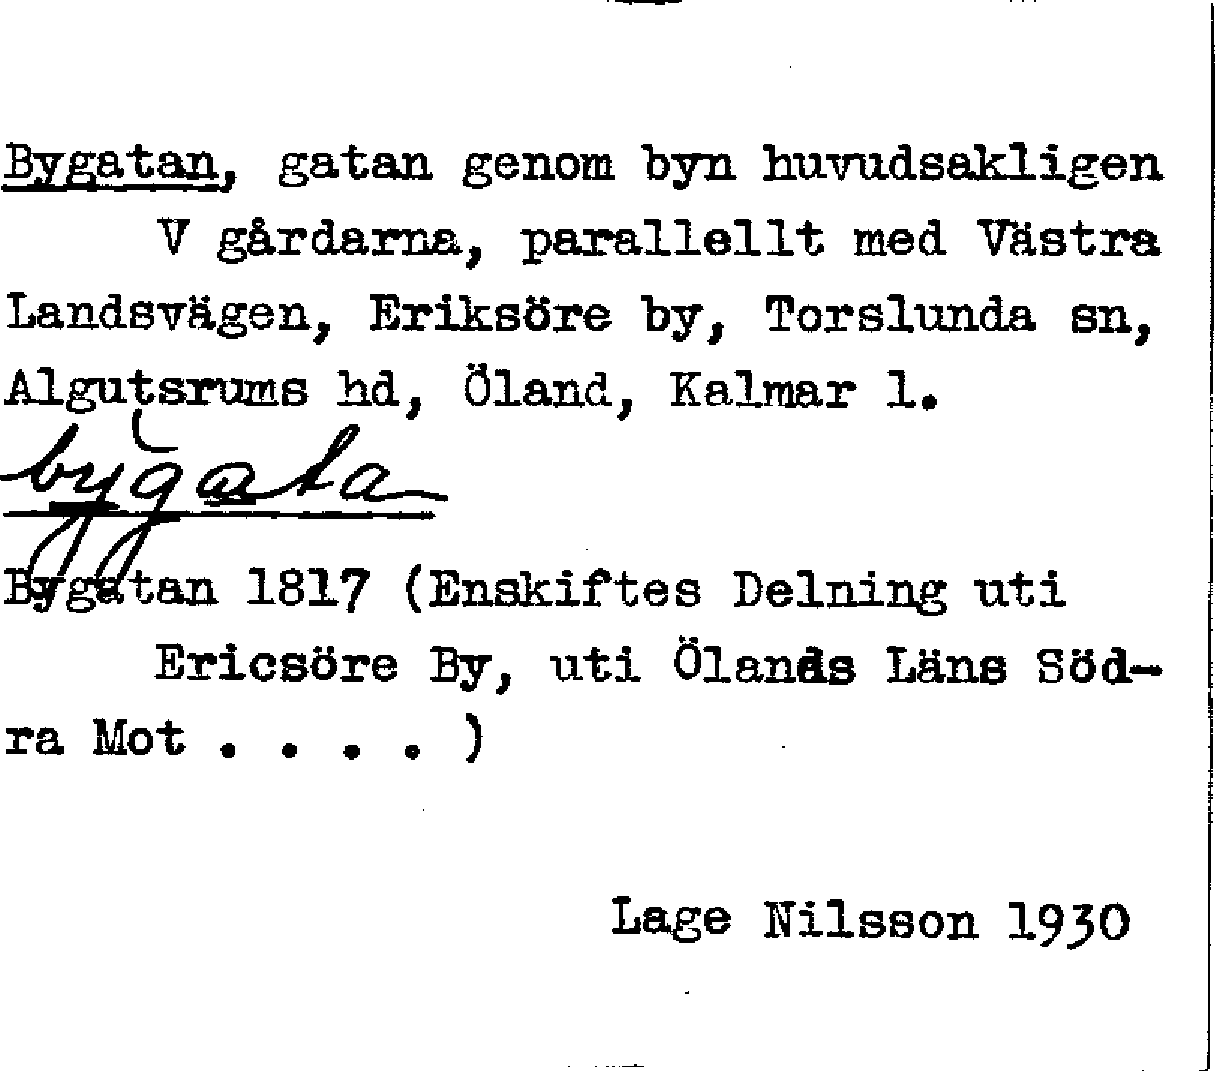 Bygatan, gatan genom byn huvudsakligen
V gårdarna, parallellt med Västra
Landsvägen, Eriksöre by, Torslunda sn,
Algutsrums hd, Öland, Kalmar l.
bygata
Bygatan 1817 (Enskiftes Delning uti
Ericsöre By, uti Ölands Läns Söd-
ra Mot . . . . )
Lage Nilsson 1930